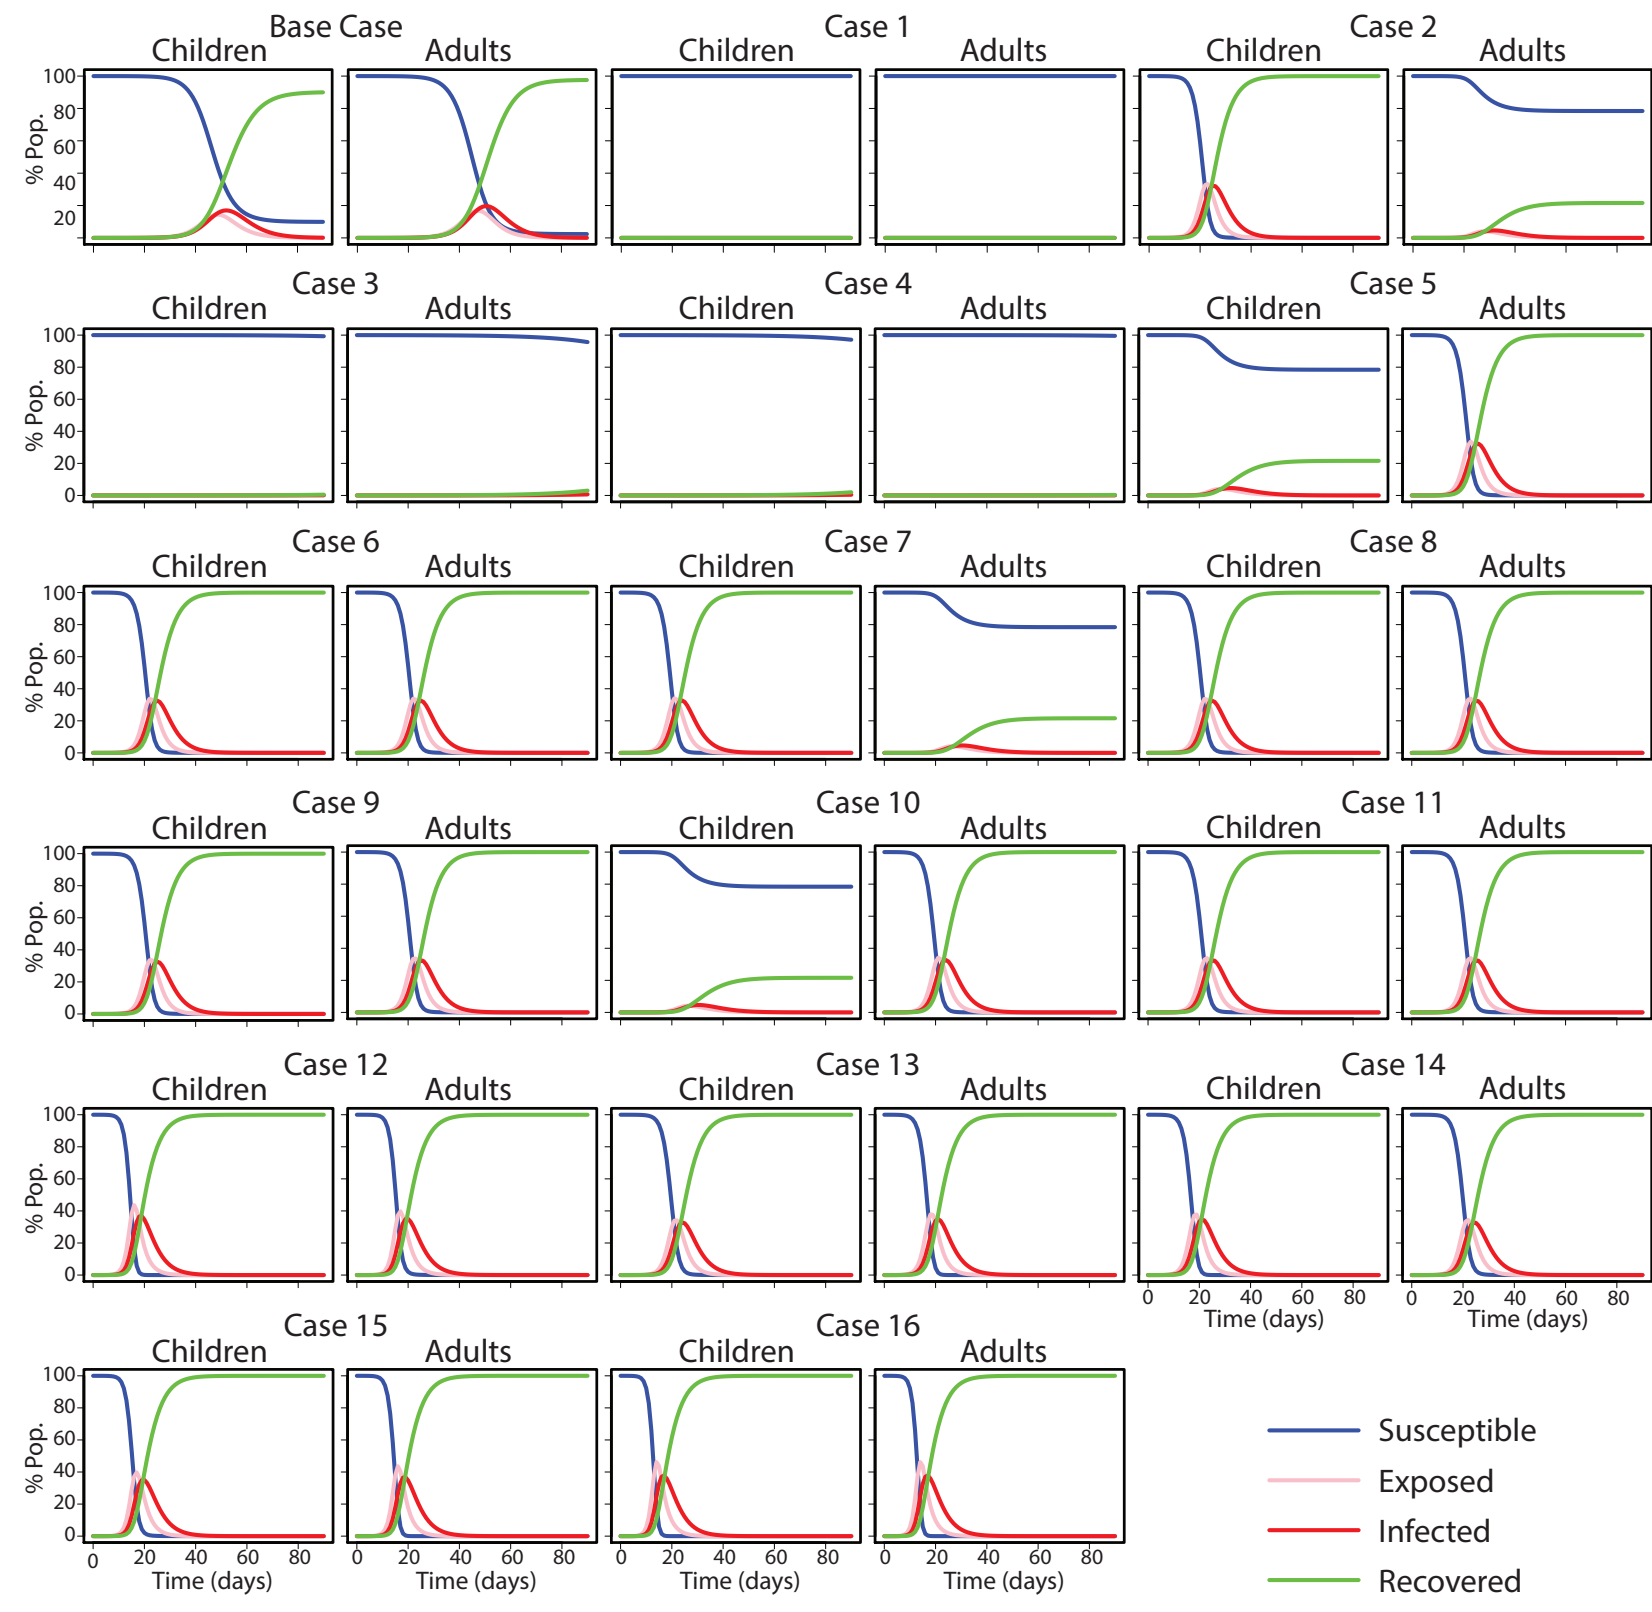 Base Case Case 1 Case 2
Children Adults Children Adults Children Adults
100
80
60
40
20
% Pop.
Case 3 Case 4 Case 5
Children Adults Children Adults Children Adults
100
80
60
40
20
0
% Pop.
Case 6 Case 7 Case 8
Children Adults Children Adults Children Adults
100
80
60
40
20
0
% Pop.
Case 9 Case 10 Case 11
Children Adults Children Adults Children Adults
100
80
60
40
20
0
% Pop.
Case 12 Case 13 Case 14
Children Adults Children Adults Children Adults
100
80
60
40
20
0
% Pop.
0 20 40 60 80 0 20 40 60 80
Time (days) Time (days)
Case 15 Case 16
Children Adults Children Adults
100
80
60
40
20
0
% Pop.
0 20 40 60 80 0 20 40 60 80 0 20 40 60 80 0 20 40 60 80
Time (days) Time (days) Time (days) Time (days)
Susceptible
Exposed
Infected
Recovered